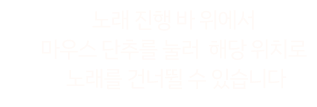 노래 진행 바 위에서
마우스 단추를 눌러 해당 위치로
노래를 건너뛸 수 있습니다